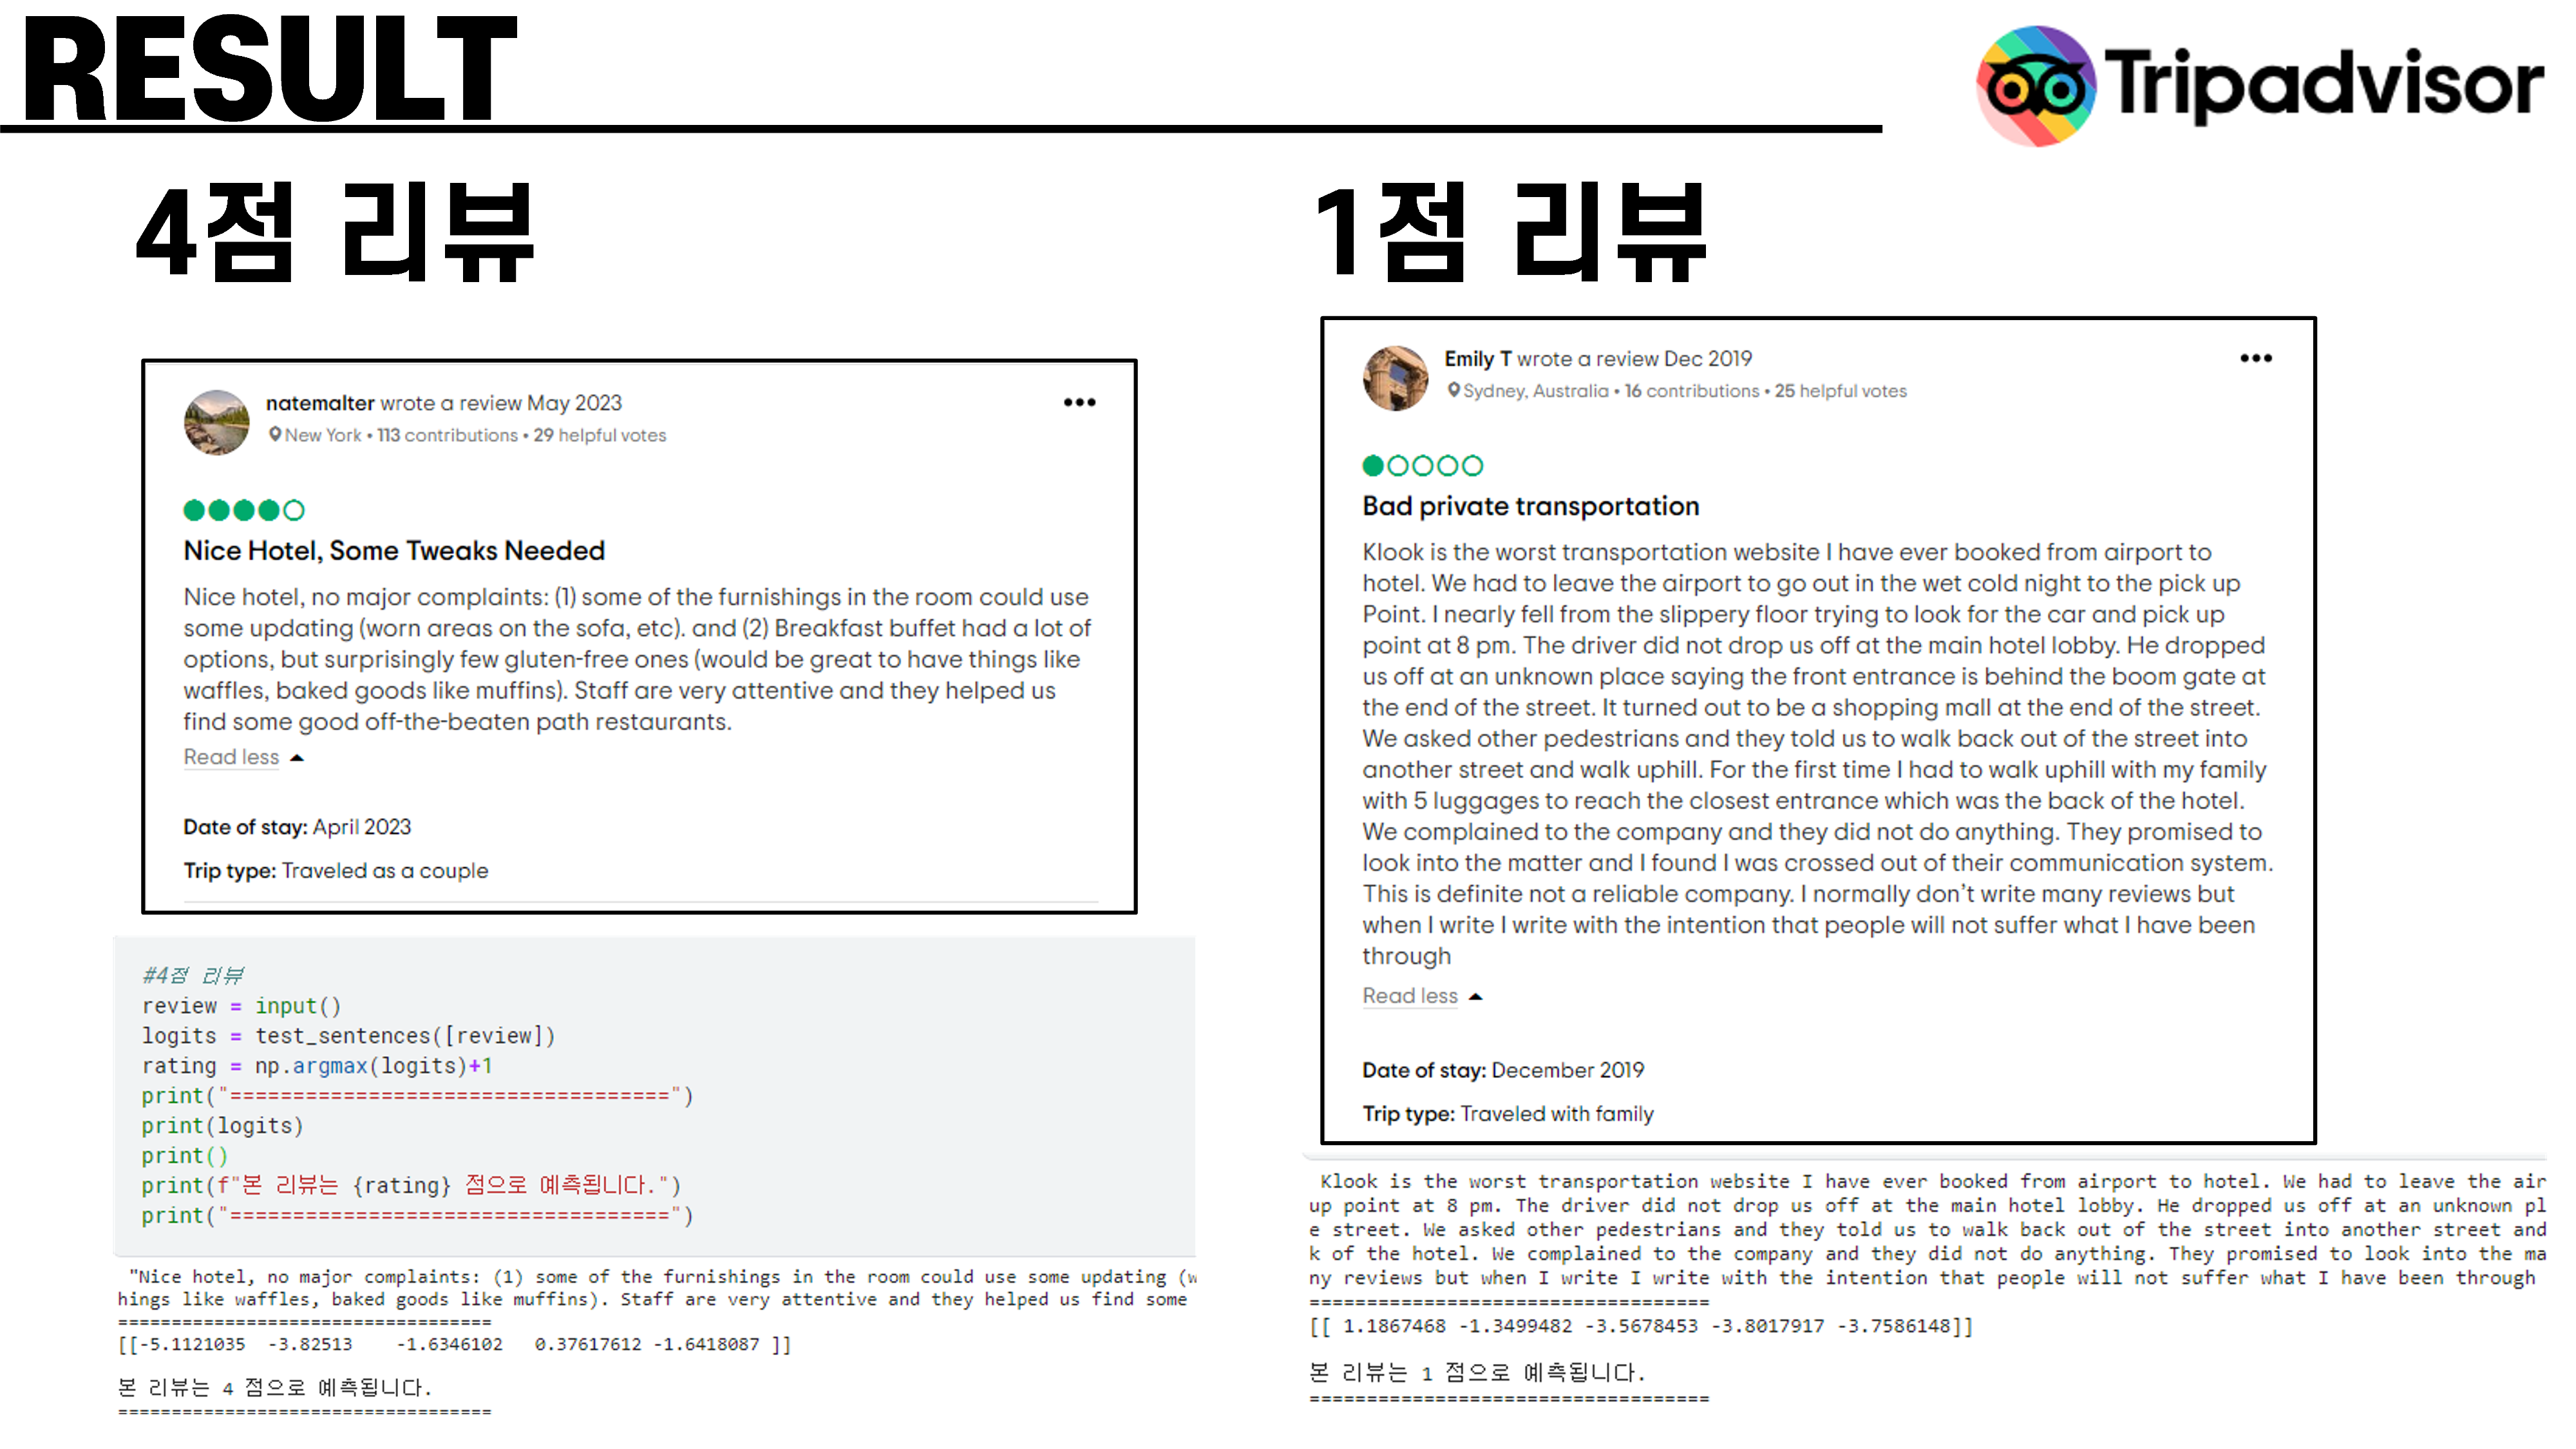 RESULT
Tripadvisor
4점 리뷰
natemalter wrote a review May 2023
New York • 113 contributions • 29 helpful votes
Nice Hotel, Some Tweaks Needed
Nice hotel, no major complaints: (1) some of the furnishings in the room could use
some updating (worn areas on the sofa, etc). and (2) Breakfast buffet had a lot of
options, but surprisingly few gluten-free ones (would be great to have things like
waffles, baked goods like muffins). Staff are very attentive and they helped us
find some good off-the-beaten path restaurants.
Read less
Date of stay: April 2023
Trip type: Traveled as a couple
#4점 리뷰
review = input()
logits = test_sentences([review])
rating = np.argmax(logits)+1
print("===================================")
print(logits)
print()
print(f"본 리뷰는 {rating} 점으로 예측됩니다.")
print("===================================")
"Nice hotel, no major complaints: (1) some of the furnishings in the room could use some updating (w
hings like waffles, baked goods like muffins). Staff are very attentive and they helped us find some
===================================
[[-5.1121035 -3.82513 -1.6346102 0.37617612 -1.6418087 ]]
본 리뷰는 4 점으로 예측됩니다.
===================================
1점 리뷰
Emily T wrote a review Dec 2019
Sydney, Australia • 16 contributions • 25 helpful votes
Bad private transportation
Klook is the worst transportation website I have ever booked from airport to
hotel. We had to leave the airport to go out in the wet cold night to the pick up
Point. I nearly fell from the slippery floor trying to look for the car and pick up
point at 8 pm. The driver did not drop us off at the main hotel lobby. He dropped
us off at an unknown place saying the front entrance is behind the boom gate at
the end of the street. It turned out to be a shopping mall at the end of the street.
We asked other pedestrians and they told us to walk back out of the street into
another street and walk uphill. For the first time I had to walk uphill with my family
with 5 luggages to reach the closest entrance which was the back of the hotel.
We complained to the company and they did not do anything. They promised to
look into the matter and I found I was crossed out of their communication system.
This is definite not a reliable company. I normally don't write many reviews but
when I write I write with the intention that people will not suffer what I have been
through
Read less
Date of stay: December 2019
Trip type: Traveled with family
Klook is the worst transportation website I have ever booked from airport to hotel. We had to leave the air
up point at 8 pm. The driver did not drop us off at the main hotel lobby. He dropped us off at an unknown pl
e street. We asked other pedestrians and they told us to walk back out of the street into another street and
k of the hotel. We complained to the company and they did not do anything. They promised to look into the ma
ny reviews but when I write I write with the intention that people will not suffer what I have been through
===================================
[[ 1.1867468 -1.3499482 -3.5678453 -3.8017917 -3.7586148]]
본 리뷰는 1 점으로 예측됩니다.
===================================